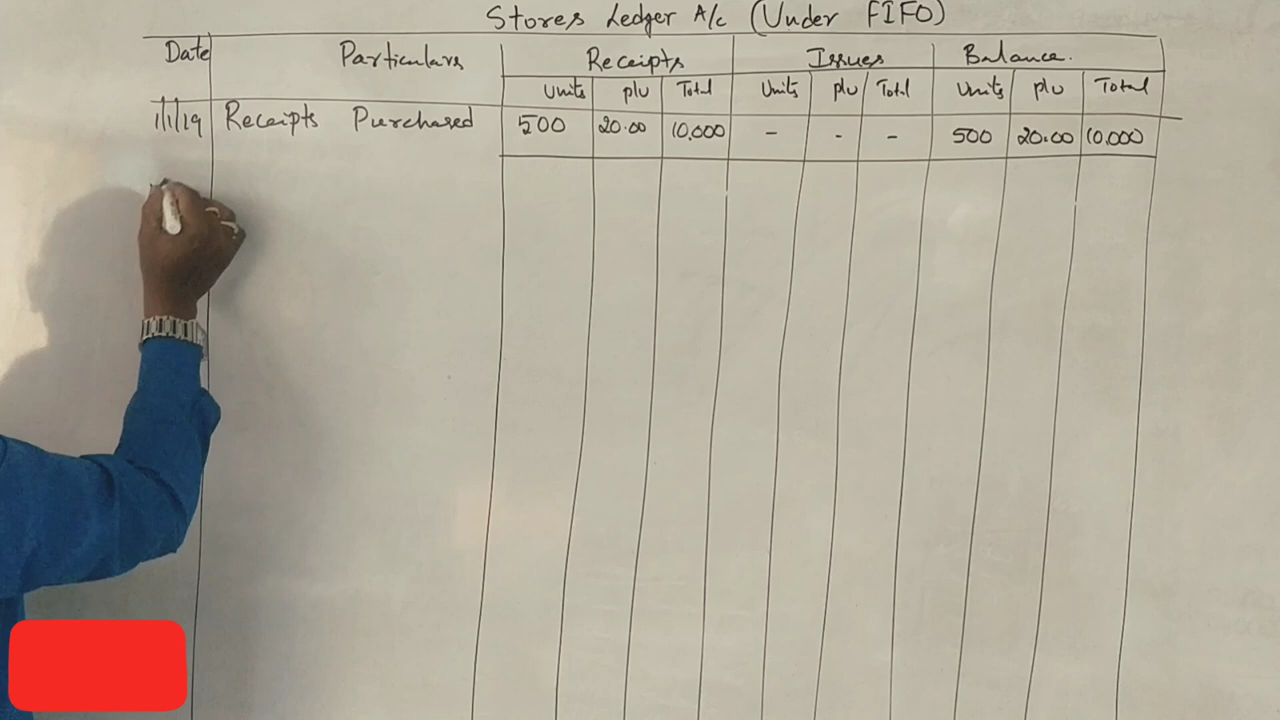 Stores Ledger A/c (Under FIFO)
Date Particulars Receipts Issues Balance.
Units p/u Total Units p/u Total Units p/u Total
1/1/19 Receipts Purchased 500 20.00 10,000 - - - 500 20.00 10,000